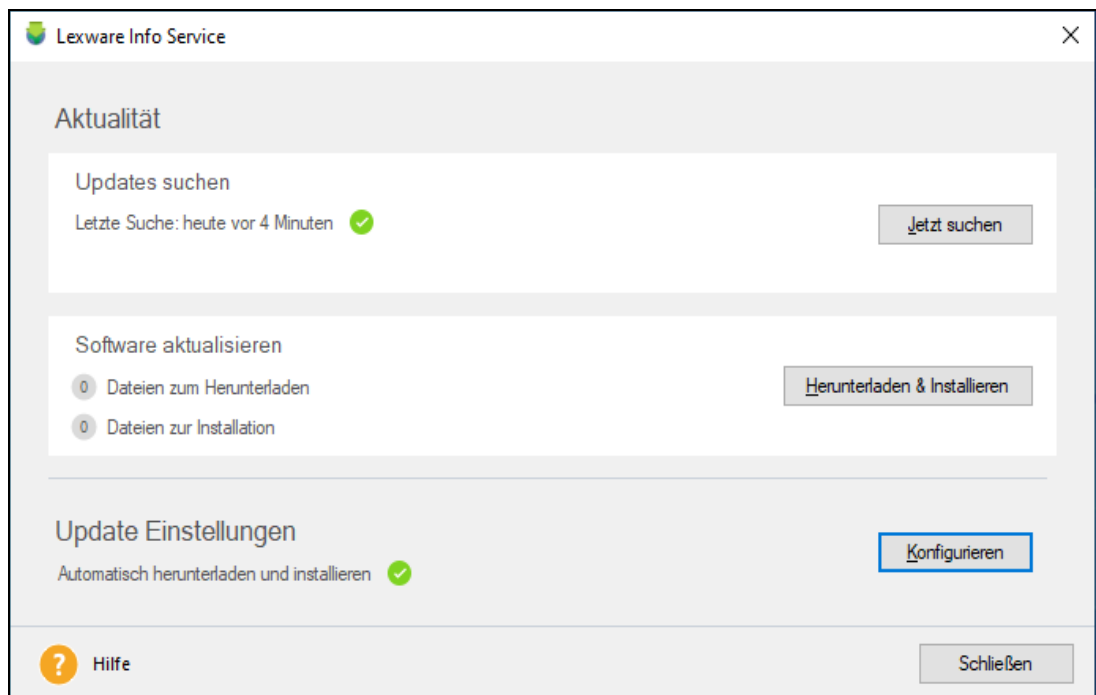 Lexware Info Service
Aktualität
Updates suchen
Letzte Suche: heute vor 4 Minuten
Jetzt suchen
Software aktualisieren
0 Dateien zum Herunterladen
Herunterladen & Installieren
0 Dateien zur Installation
Update Einstellungen
Konfigurieren
Automatisch herunterladen und installieren
? Hilfe
Schließen